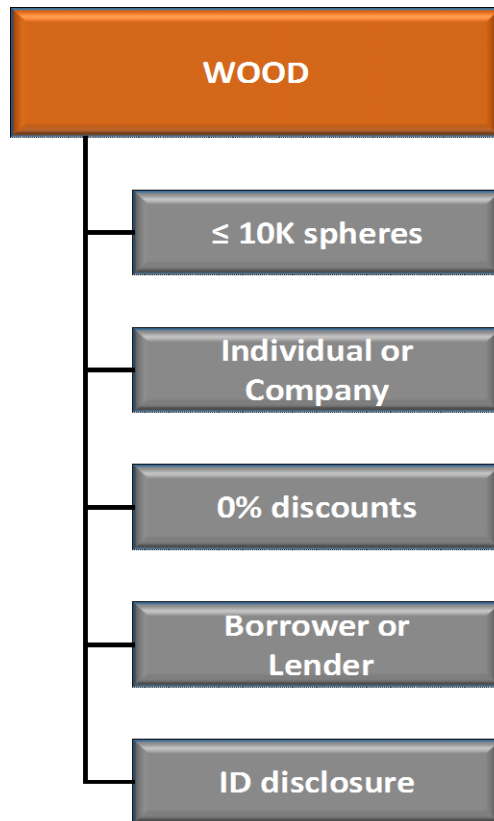 WOOD
≤ 10K spheres
Individual or
Company
0% discounts
Borrower or
Lender
ID disclosure